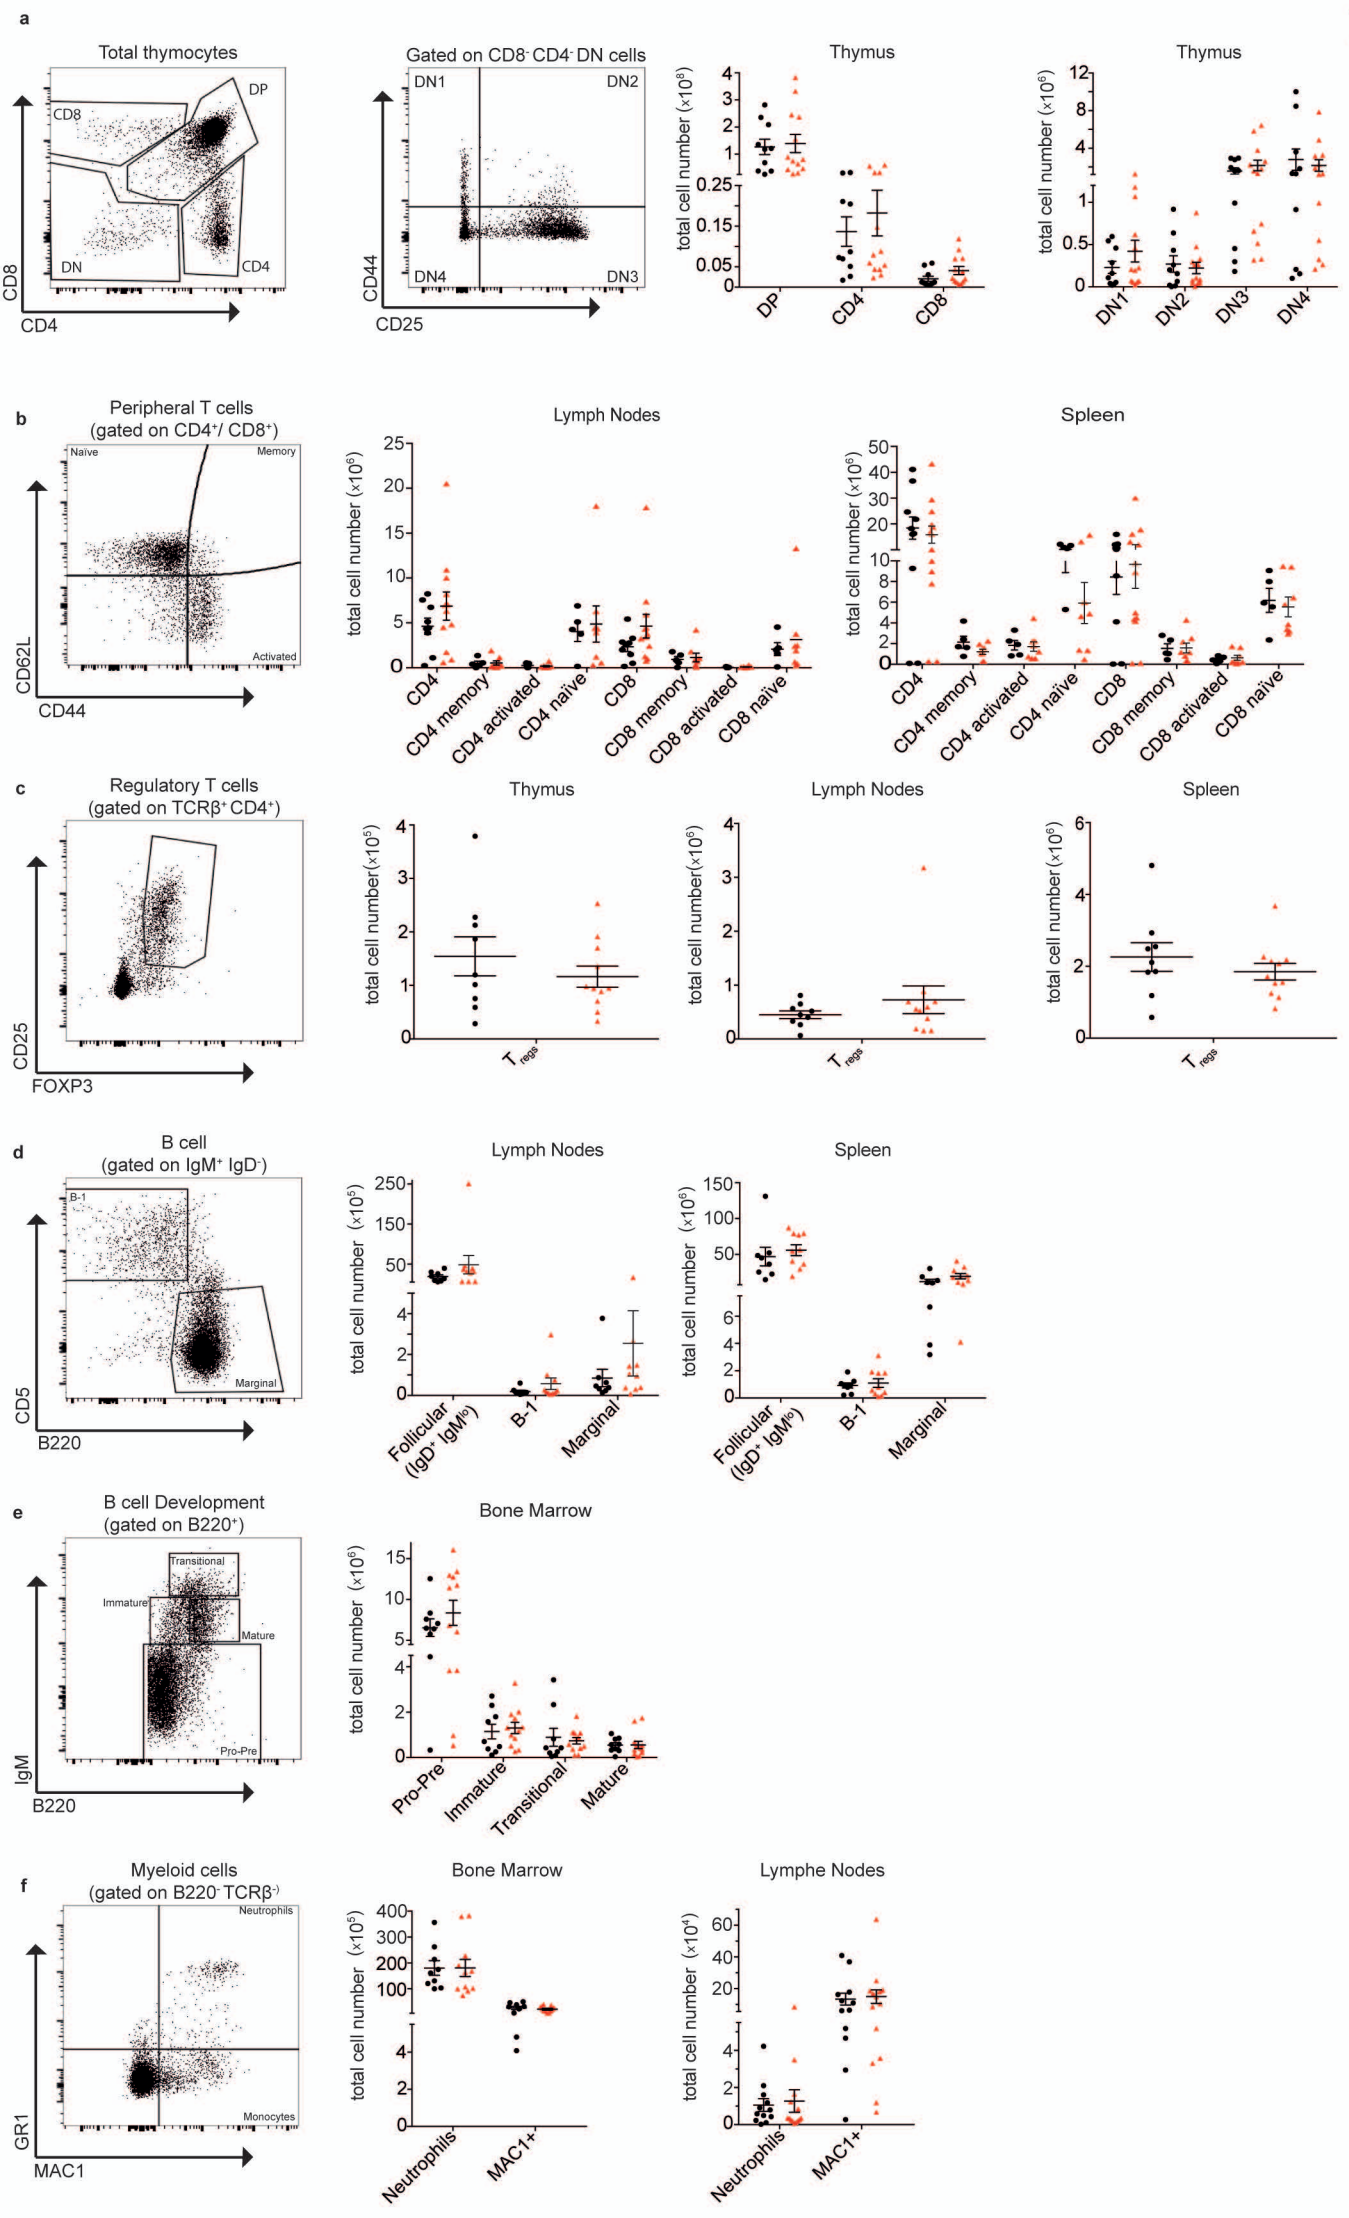 a
Total thymocytes
CD8
DP
DN
CD4
CD8
CD4
Gated on CD8- CD4- DN cells
DN1
DN2
DN4
DN3
CD44
CD25
Thymus
total cell number (×10⁸)
4
3
2
1
0.25
0.15
0.05
0
DP
CD4
CD8
Thymus
total cell number (×10⁶)
12
8
4
1
0.5
0
DN1
DN2
DN3
DN4
b
Peripheral T cells
(gated on CD4⁺/ CD8⁺)
Naïve
Memory
Activated
CD62L
CD44
Lymph Nodes
total cell number (×10⁶)
25
20
15
10
5
0
CD4
CD4 memory
CD4 activated
CD4 naïve
CD8
CD8 memory
CD8 activated
CD8 naïve
Spleen
total cell number (×10⁶)
50
40
30
20
10
8
6
4
2
0
CD4
CD4 memory
CD4 activated
CD4 naïve
CD8
CD8 memory
CD8 activated
CD8 naïve
c
Regulatory T cells
(gated on TCRβ⁺ CD4⁺)
CD25
FOXP3
Thymus
total cell number(×10⁵)
4
3
2
1
0
Tregs
Lymph Nodes
total cell number (×10⁶)
4
3
2
1
0
Tregs
Spleen
total cell number (×10⁶)
6
4
2
0
Tregs
d
B cell
(gated on IgM⁺ IgD-)
B-1
Marginal
CD5
B220
Lymph Nodes
total cell number (×10⁵)
250
150
50
4
2
0
Follicular
(IgD⁺ IgMˡᵒ)
B-1
Marginal
Spleen
total cell number (×10⁶)
150
100
50
6
4
2
0
Follicular
(IgD⁺ IgMˡᵒ)
B-1
Marginal
e
B cell Development
(gated on B220⁺)
Transitional
Immature
Mature
Pro-Pre
IgM
B220
Bone Marrow
total cell number (×10⁶)
15
10
5
4
2
0
Pro-Pre
Immature
Transitional
Mature
f
Myeloid cells
(gated on B220- TCRβ-)
Neutrophils
Monocytes
GR1
MAC1
Bone Marrow
total cell number (×10⁵)
400
300
200
100
4
2
0
Neutrophils
MAC1+
Lymphe Nodes
total cell number (×10⁴)
60
40
20
4
2
0
Neutrophils
MAC1+